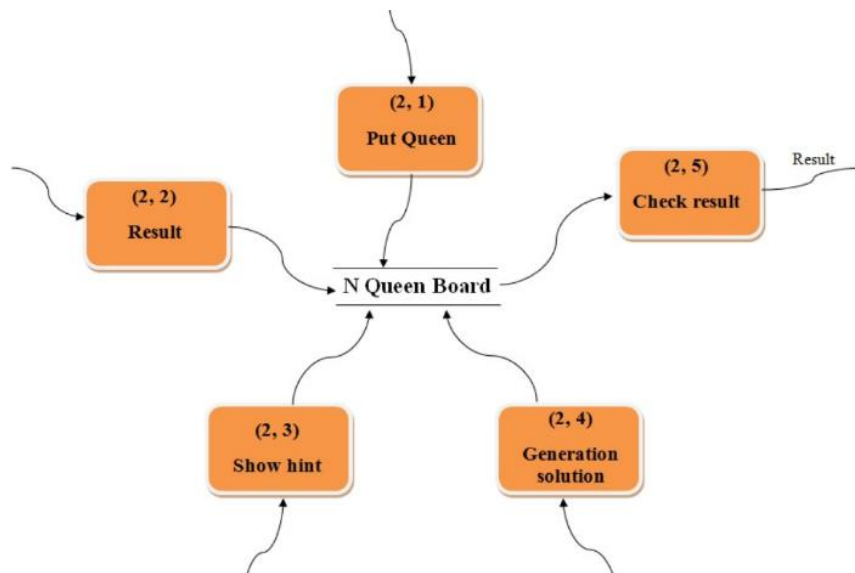 (2, 1)
Put Queen
(2, 5)
Check result
Result
(2, 2)
Result
N Queen Board
(2, 3)
Show hint
(2, 4)
Generation
solution